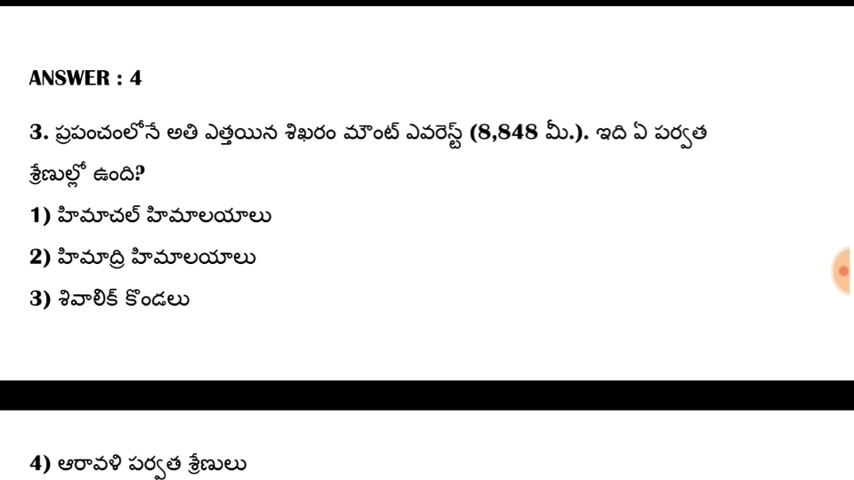 ANSWER : 4
3. ప్రపంచంలోనే అతి ఎత్తయిన శిఖరం మౌంట్ ఎవరెస్ట్ (8,848 మీ.). ఇది ఏ పర్వత
శ్రేణుల్లో ఉంది?
1) హిమాచల్ హిమాలయాలు
2) హిమాద్రి హిమాలయాలు
3) శివాలిక్ కొండలు
4) ఆరావళి పర్వత శ్రేణులు